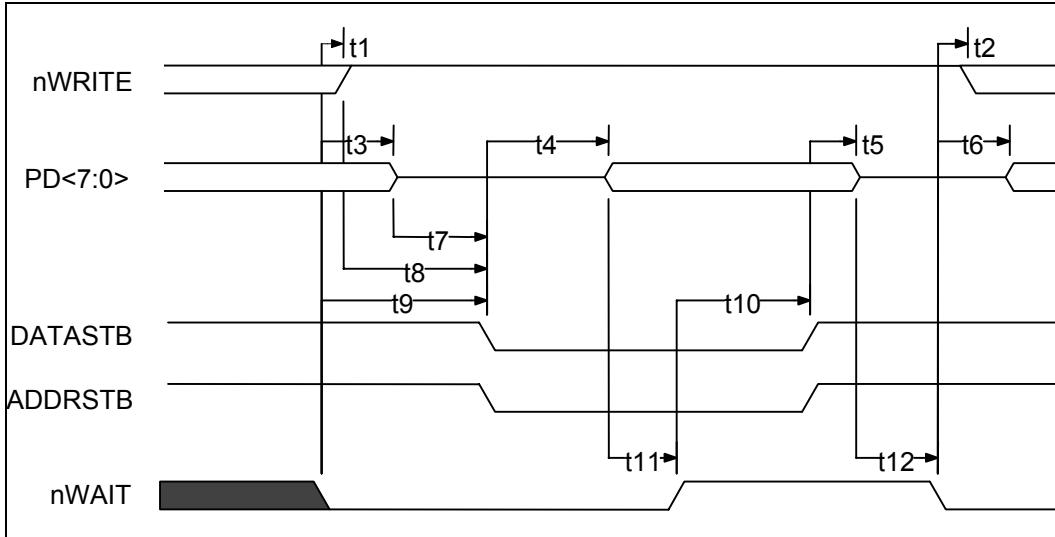 t1
t2
nWRITE
t3
t4
t5
t6
PD<7:0>
t7
t8
t9
t10
DATASTB
ADDRSTB
t11
t12
nWAIT